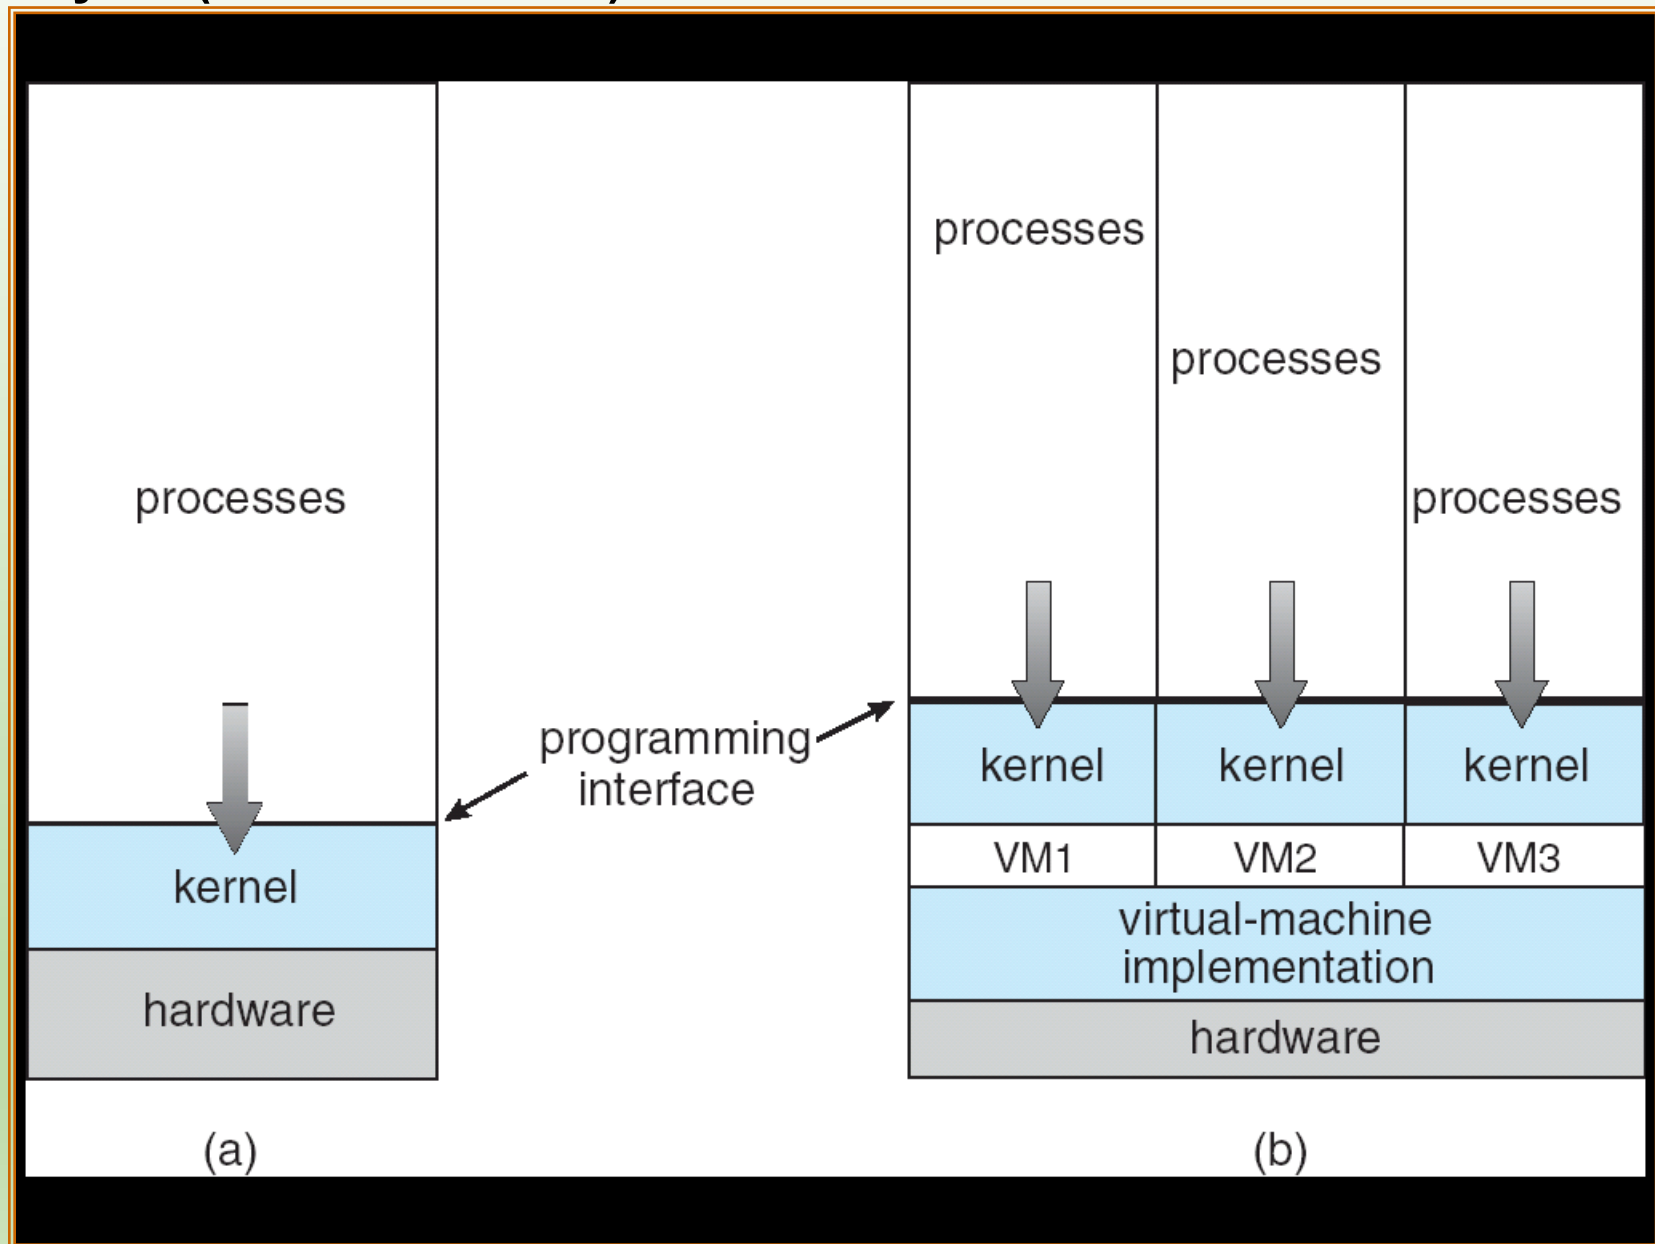 processes
kernel
hardware
(a)
programming
interface
processes
processes
processes
kernel
kernel
kernel
VM1
VM2
VM3
virtual-machine
implementation
hardware
(b)